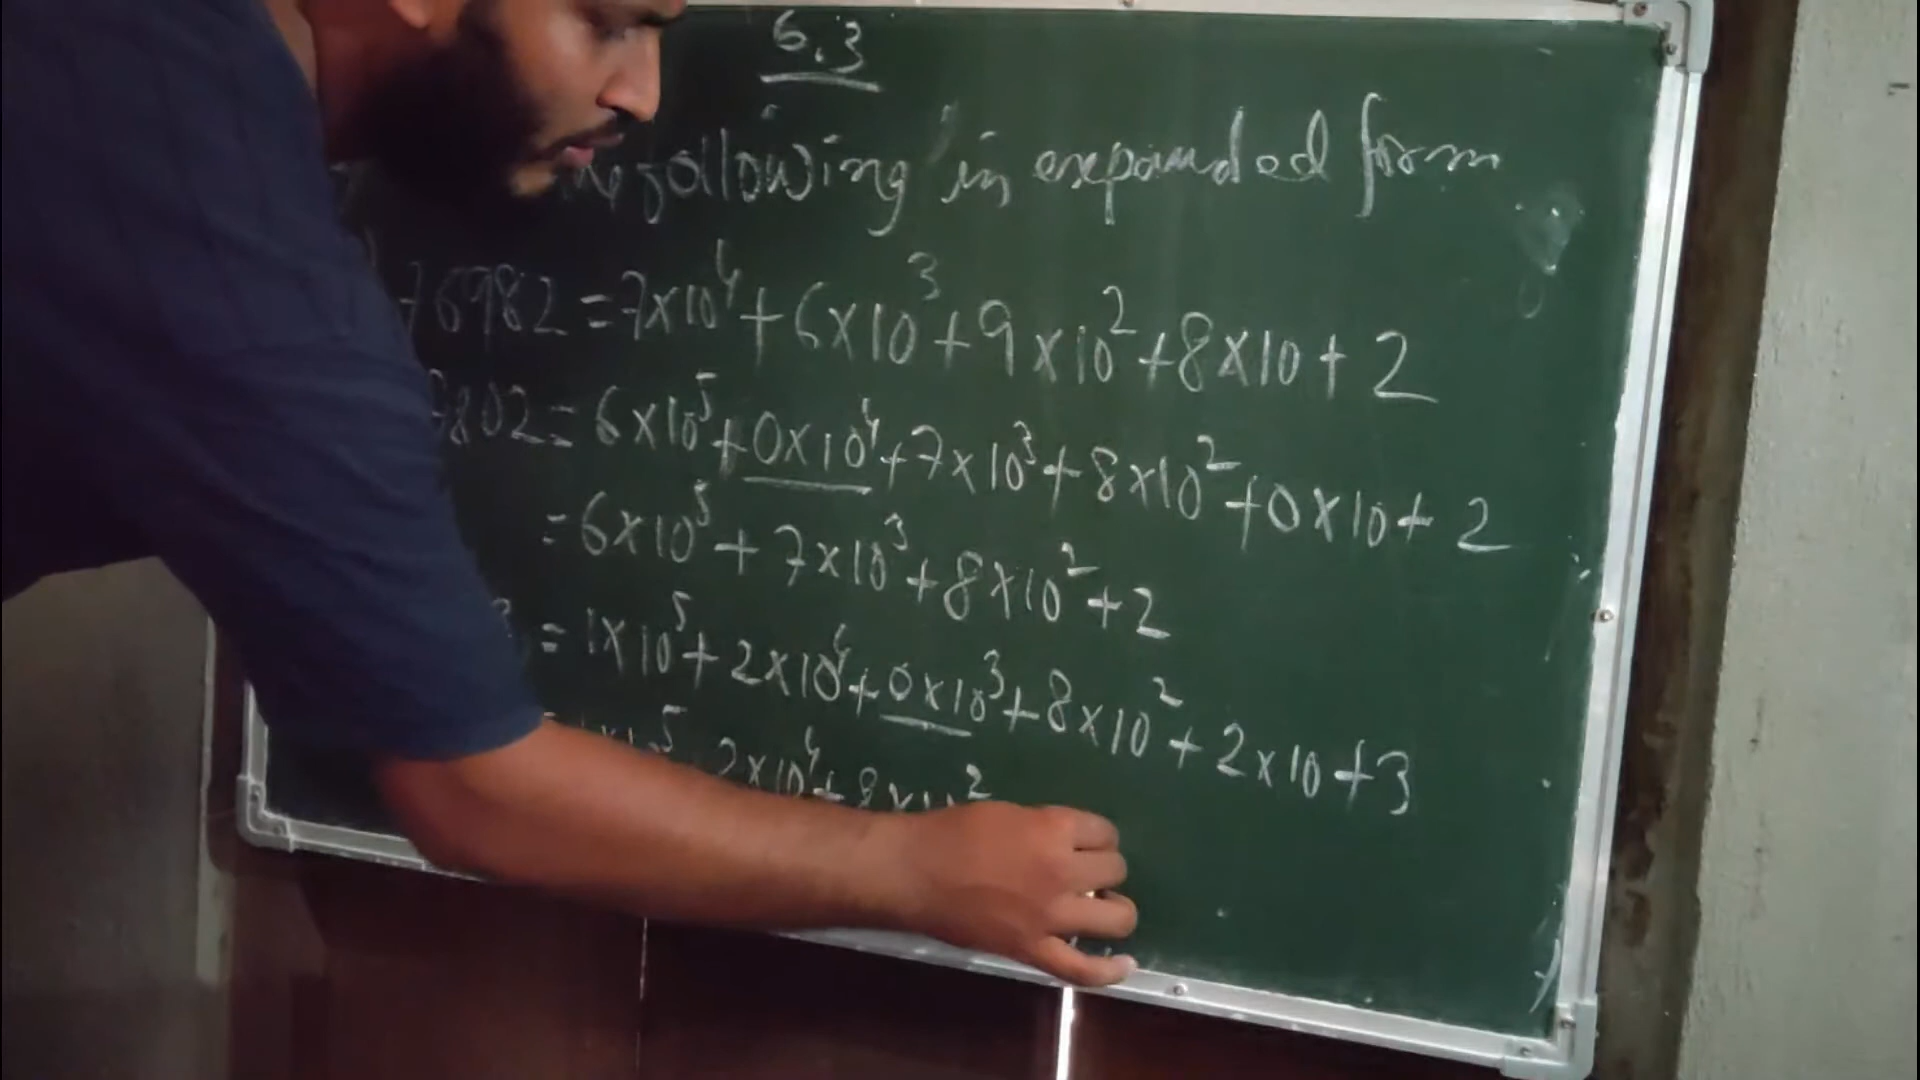 6.3
following in expanded form
76982 = 7×10⁴ + 6×10³ + 9×10² + 8×10 + 2
7802 = 6×10⁵ + 0×10⁴ + 7×10³ + 8×10² + 0×10 + 2
= 6×10⁵ + 7×10³ + 8×10² + 2
= 1×10⁵ + 2×10⁴ + 0×10³ + 8×10² + 2×10 + 3
2×10⁴ + 8×10²